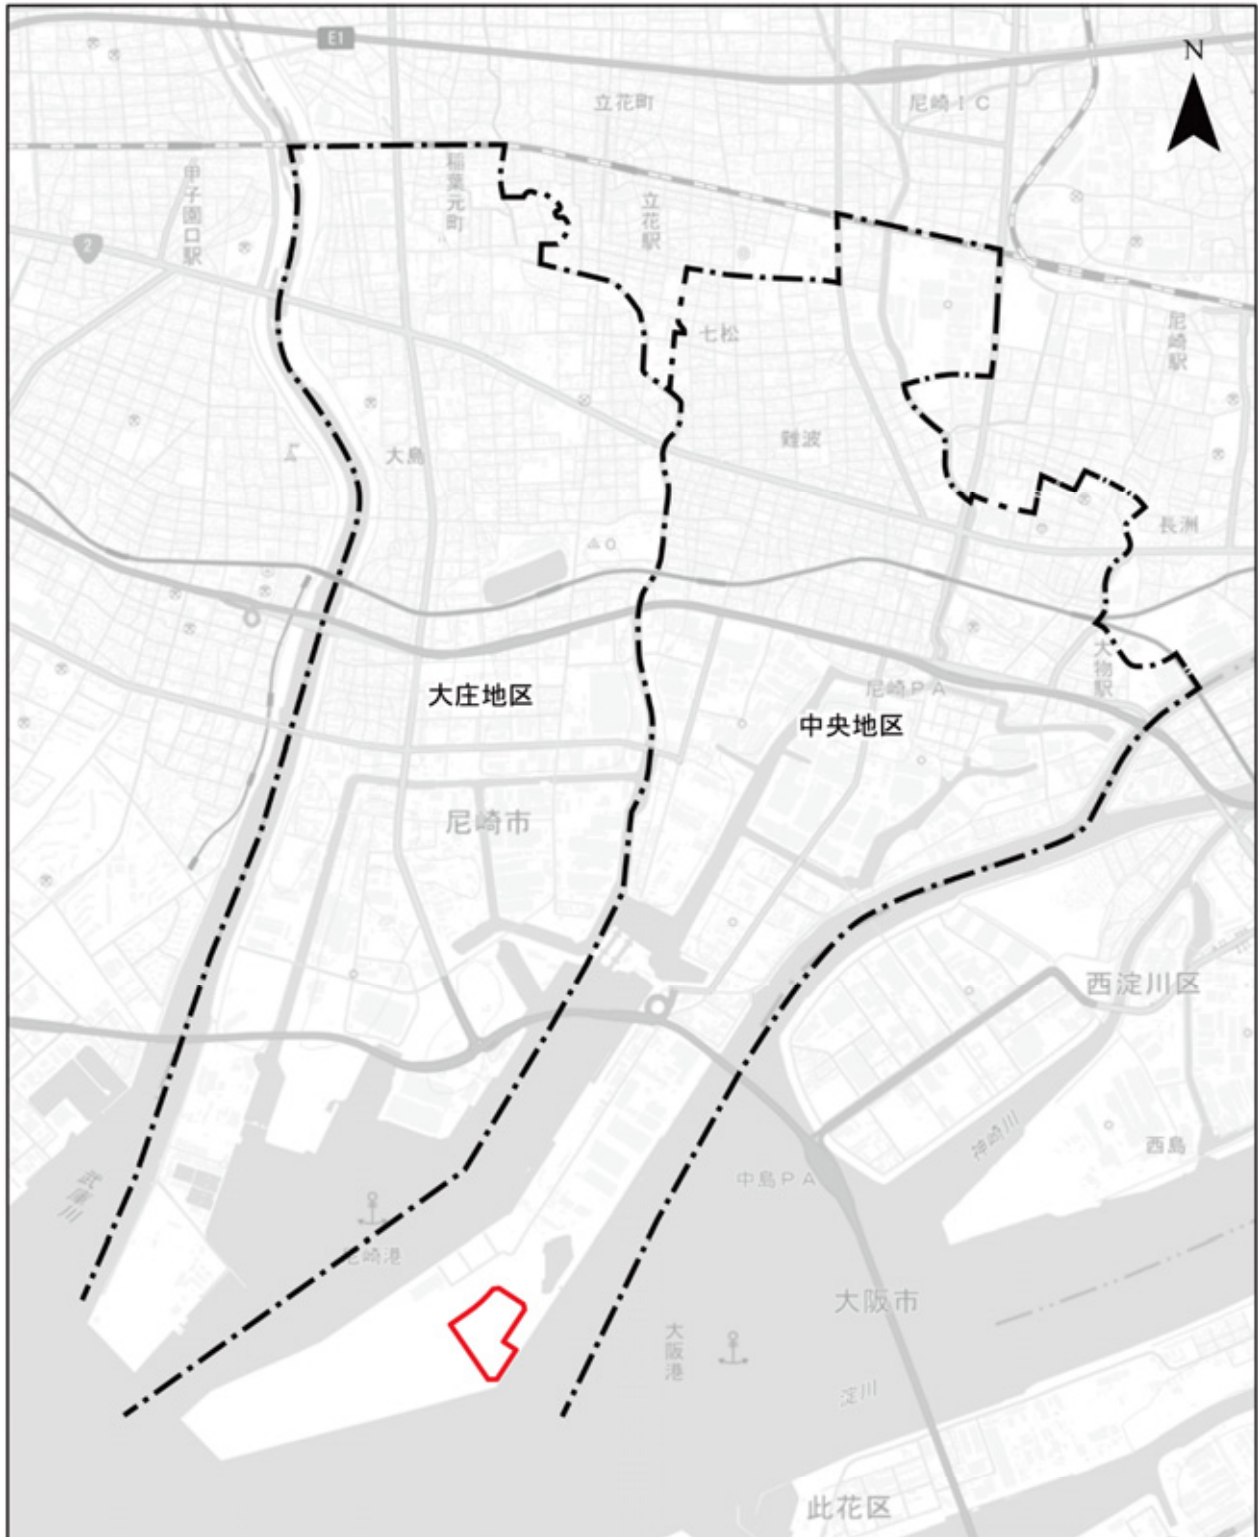 E1
N
立花町
尼崎IC
甲子園口駅
稲葉元町
立花駅
2
七松
尼崎駅
難波
大島
長洲
大物駅
大庄地区
尼崎PA
中央地区
尼崎市
西淀川区
神崎川
西島
中島PA
武庫川
尼崎港
大阪市
大阪港
淀川
此花区